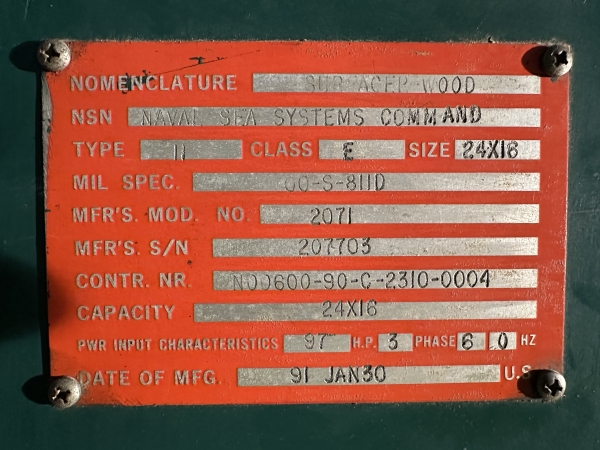 NOMENCLATURE SURFACER WOOD
NSN NAVAL SEA SYSTEMS COMMAND
TYPE II CLASS E SIZE 24X16
MIL SPEC. OO-S-811D
MFR'S. MOD. NO. 2071
MFR'S. S/N 207703
CONTR. NR. N00600-90-C-2310-0004
CAPACITY 24X16
PWR INPUT CHARACTERISTICS 97 H.P. 3 PHASE 60 HZ
DATE OF MFG. 91 JAN30 U.S.